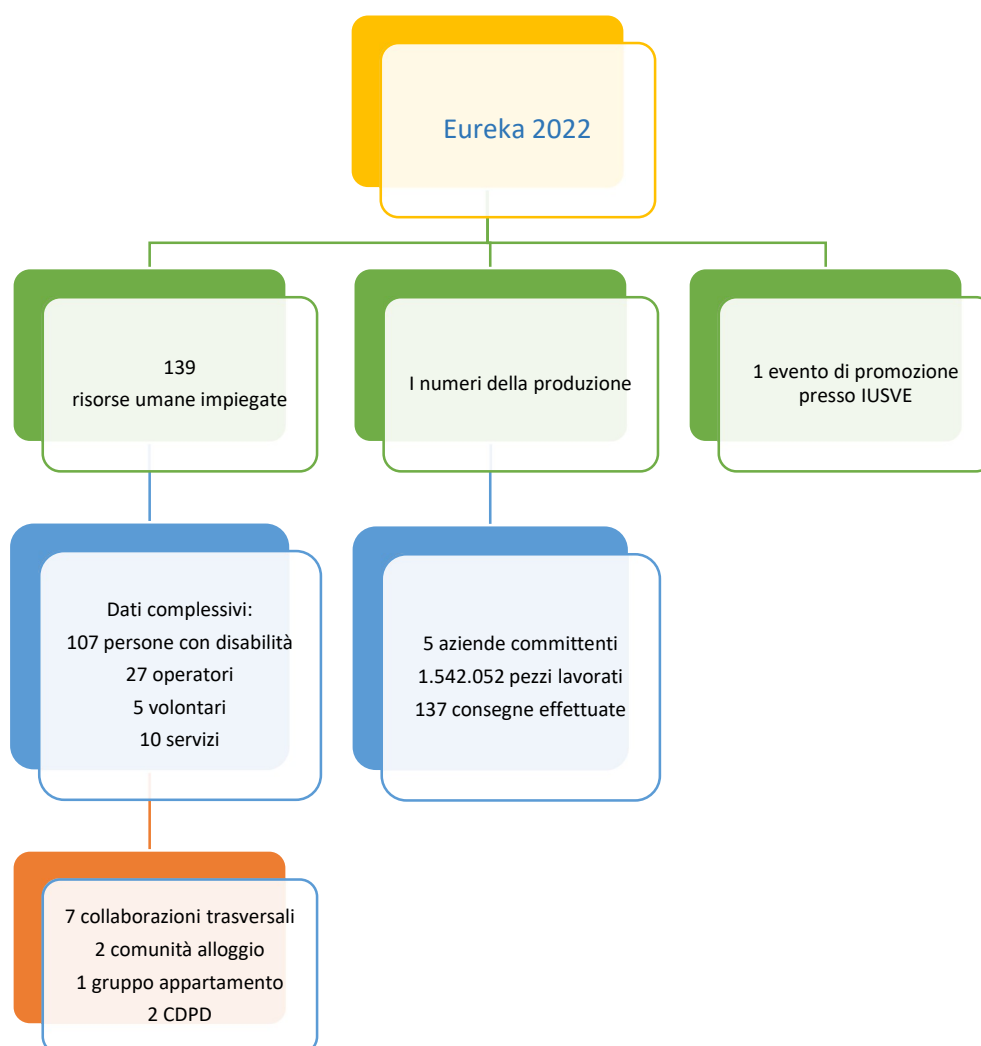 Eureka 2022
139
risorse umane impiegate
I numeri della produzione
1 evento di promozione
presso IUSVE
Dati complessivi:
107 persone con disabilità
27 operatori
5 volontari
10 servizi
5 aziende committenti
1.542.052 pezzi lavorati
137 consegne effettuate
7 collaborazioni trasversali
2 comunità alloggio
1 gruppo appartamento
2 CDPD